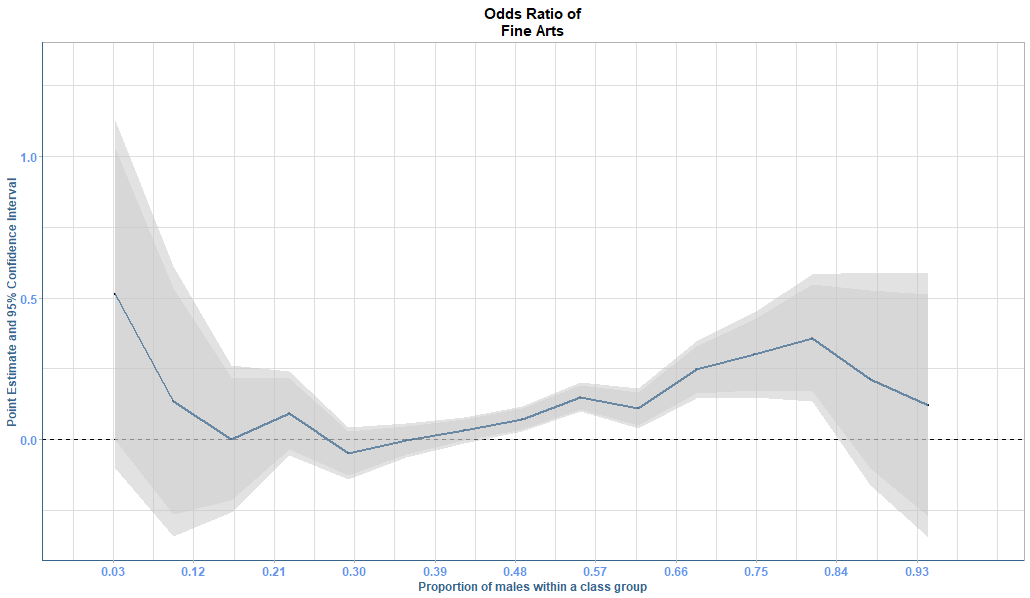 Odds Ratio of
Fine Arts
Point Estimate and 95% Confidence Interval
1.0
0.5
0.0
0.03 0.12 0.21 0.30 0.39 0.48 0.57 0.66 0.75 0.84 0.93
Proportion of males within a class group